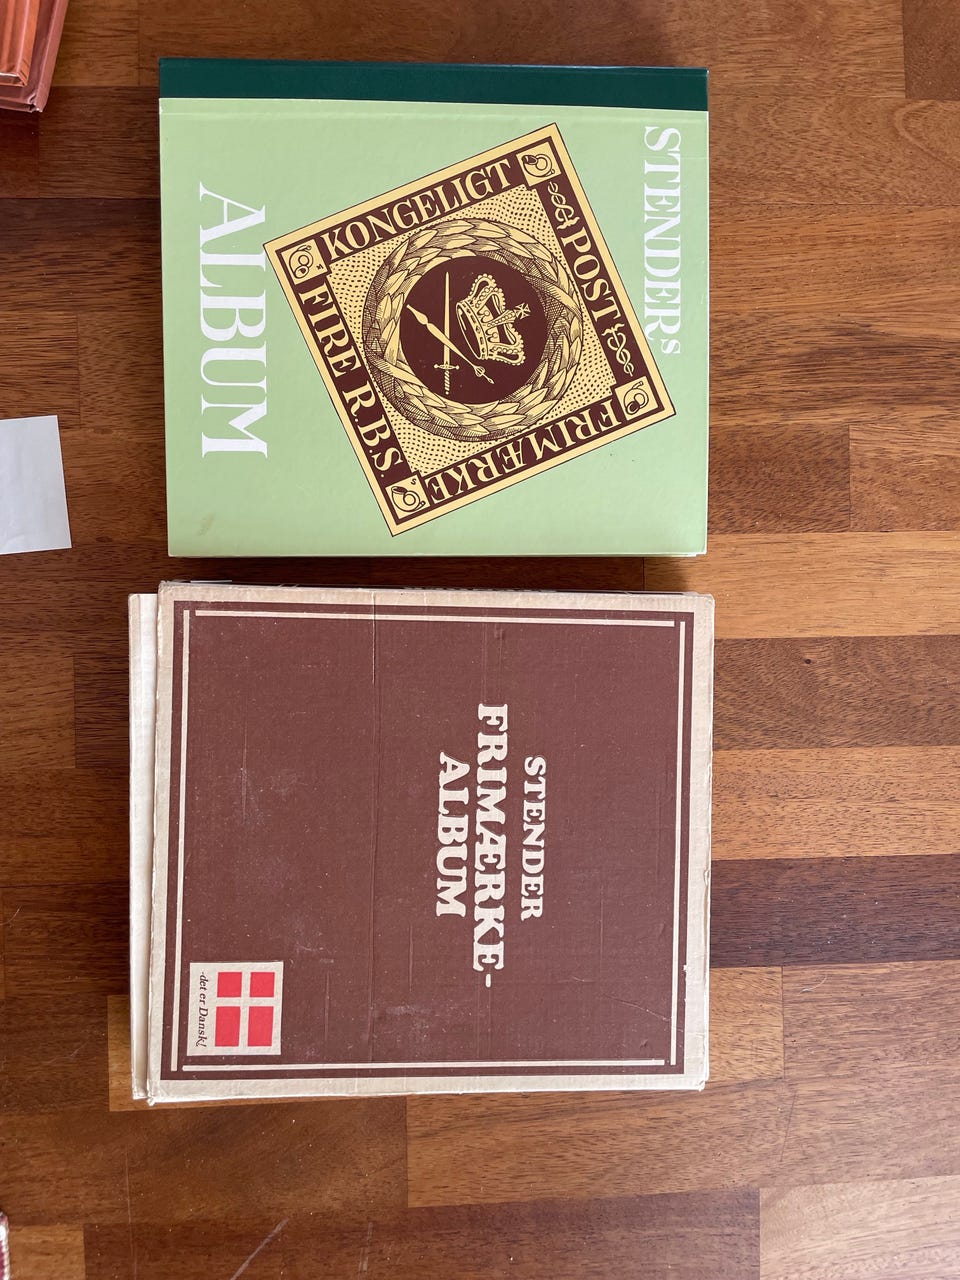 STENDERS
KONGELIGT
POST
FRIMÆRKE
FIRE R.B.S.
ALBUM
STENDER
FRIMÆRKE-
ALBUM
-det er Dansk!